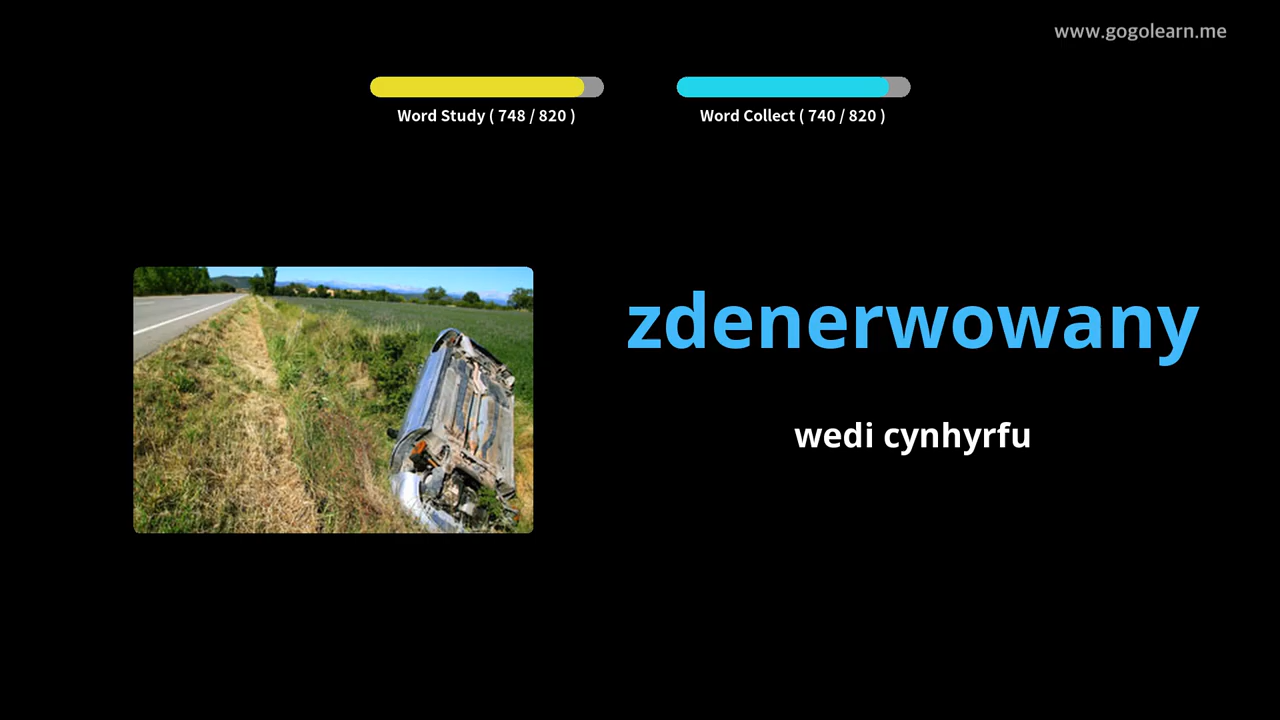 www.gogolearn.me
Word Study ( 748 / 820 )
Word Collect ( 740 / 820 )
zdenerwowany
wedi cynhyrfu